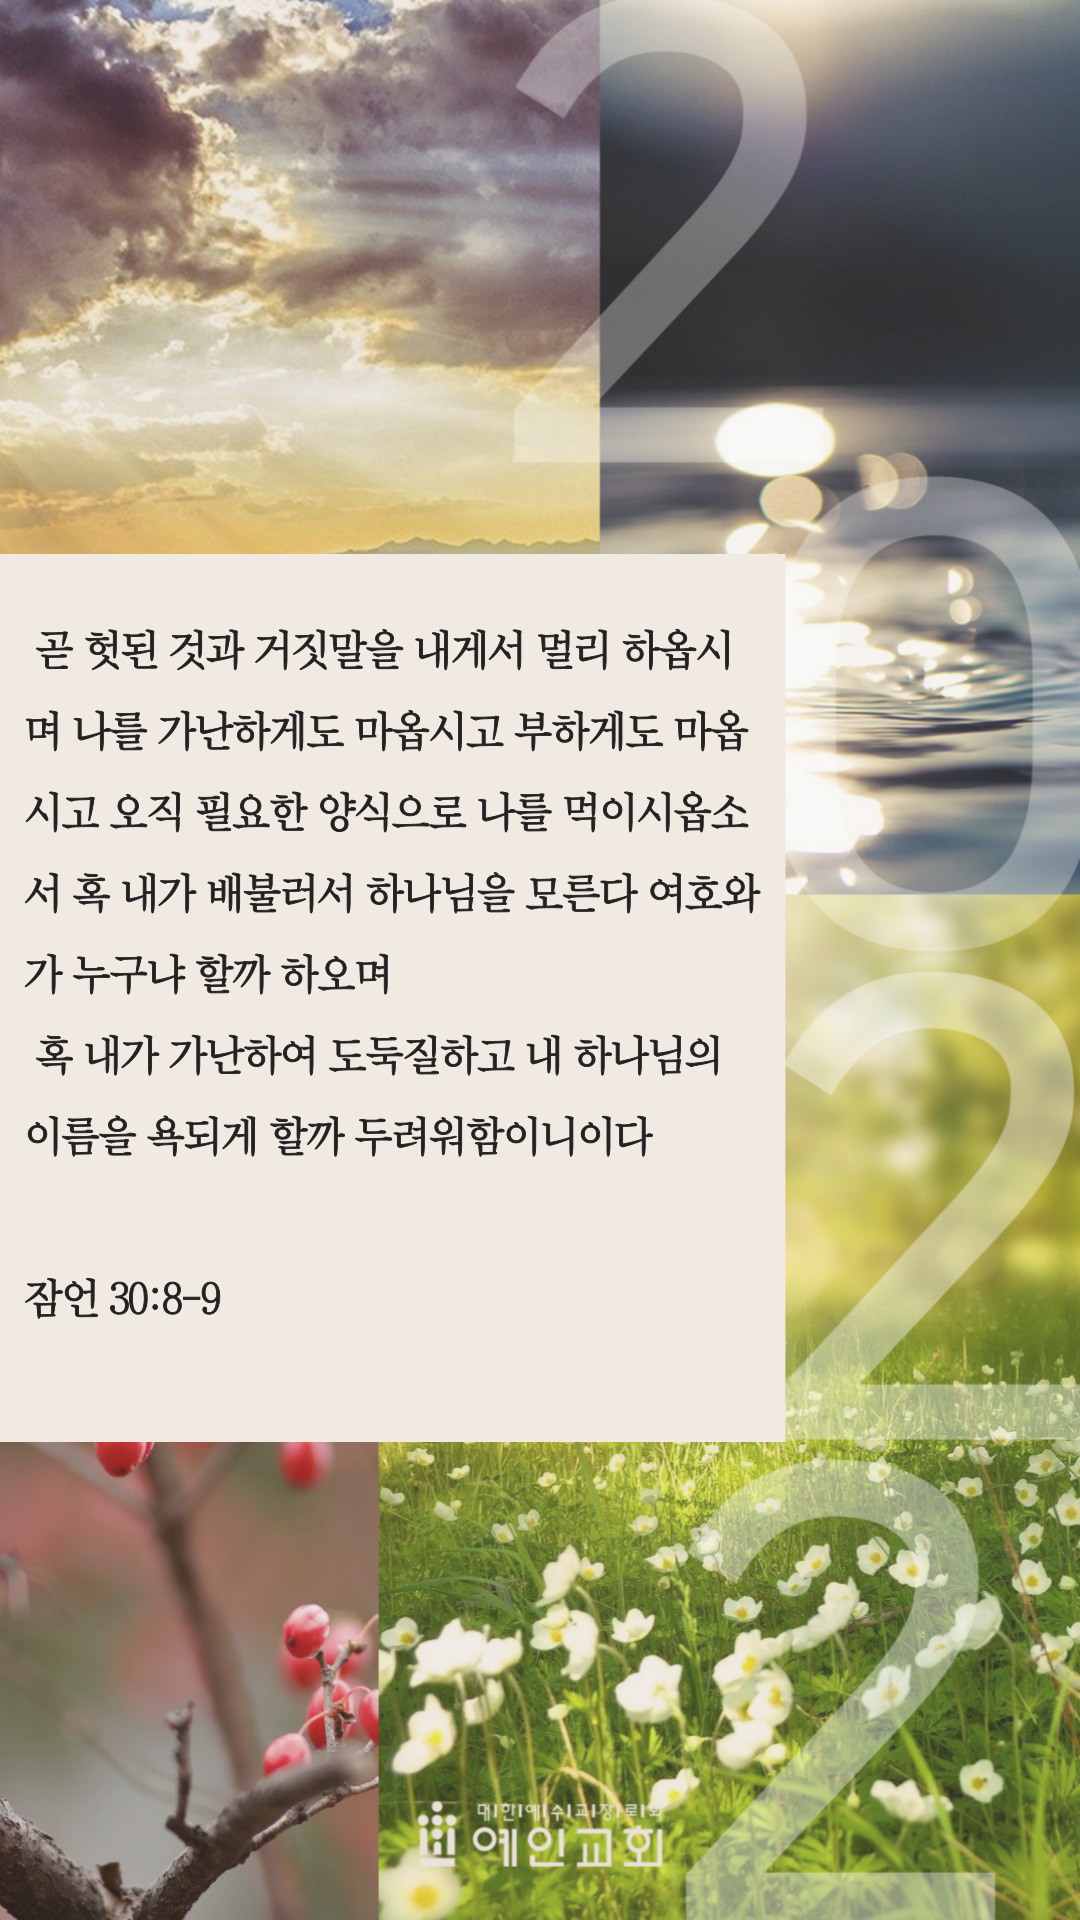 곧 헛된 것과 거짓말을 내게서 멀리 하옵시
며 나를 가난하게도 마옵시고 부하게도 마옵
시고 오직 필요한 양식으로 나를 먹이시옵소
서 혹 내가 배불러서 하나님을 모른다 여호와
가 누구냐 할까 하오며
혹 내가 가난하여 도둑질하고 내 하나님의
이름을 욕되게 할까 두려워함이니이다
잠언 30:8-9
2
0
2
2
대한예수교장로회
예인교회